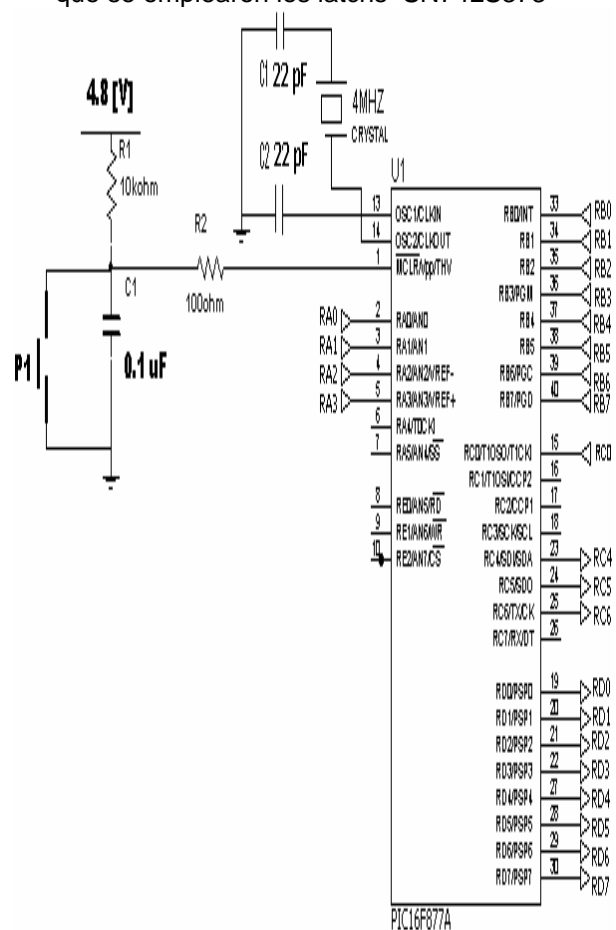 que se emplearon los latchs SN74LS373
C1 22 pF
4.8 [V]
4MHZ
CRYSTAL
R1
10kohm
C2 22 pF
U1
R2
100ohm
C1
0.1 uF
P1
13 OSC1/CLKIN RB0/INT 33 RB0
14 OSC2/CLKOUT RB1 34 RB1
1 MCLR/Vpp/THV RB2 35 RB2
RB3/PGM 36 RB3
RA0 2 RA0/AN0 RB4 37 RB4
RA1 3 RA1/AN1 RB5 38 RB5
RA2 4 RA2/AN2/VREF- RB6/PGC 39 RB6
RA3 5 RA3/AN3/VREF+ RB7/PGD 40 RB7
6 RA4/T0CKI
7 RA5/AN4/SS RC0/T1OSO/T1CKI 15 RC0
RC1/T1OSI/CCP2 16
8 RE0/AN5/RD RC2/CCP1 17
9 RE1/AN6/WR RC3/SCK/SCL 18
10 RE2/AN7/CS RC4/SDI/SDA 23 RC4
RC5/SDO 24 RC5
RC6/TX/CK 25 RC6
RC7/RX/DT 26
RD0/PSP0 19 RD0
RD1/PSP1 20 RD1
RD2/PSP2 21 RD2
RD3/PSP3 22 RD3
RD4/PSP4 27 RD4
RD5/PSP5 28 RD5
RD6/PSP6 29 RD6
RD7/PSP7 30 RD7
PIC16F877A